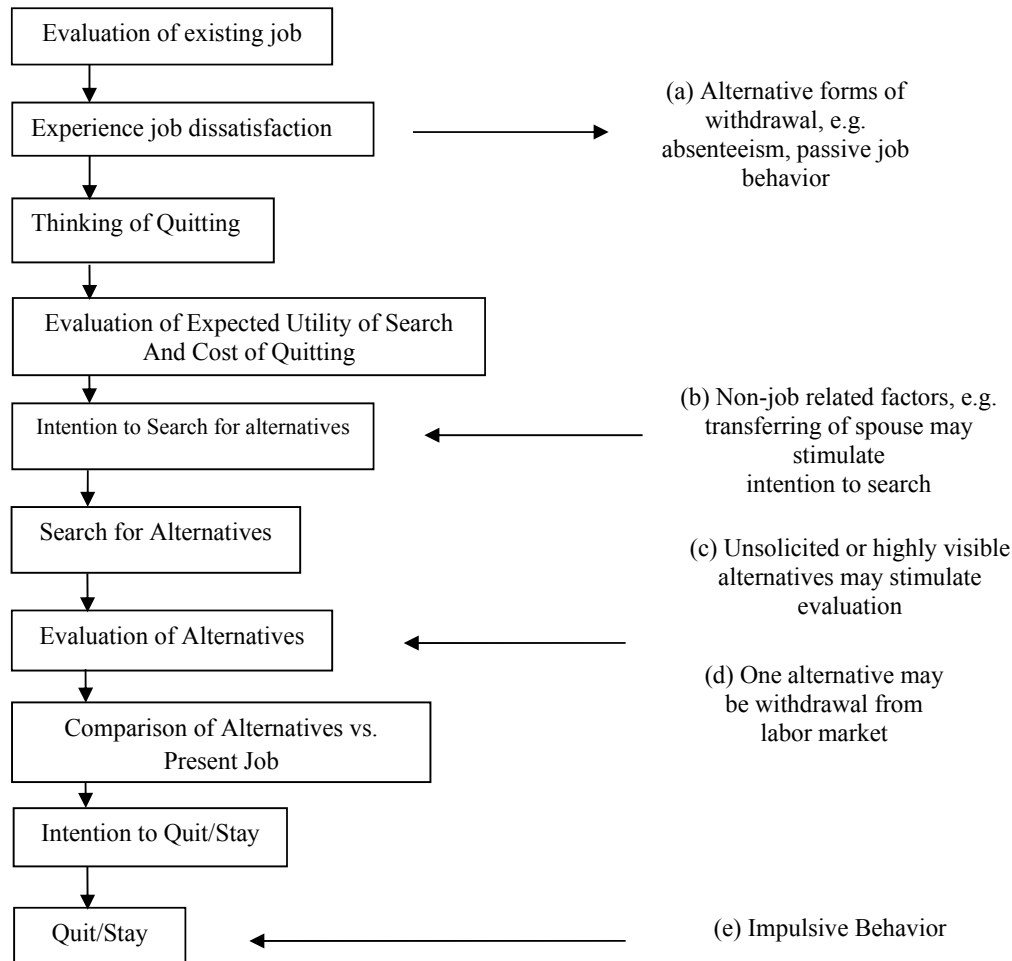 Evaluation of existing job
Experience job dissatisfaction
(a) Alternative forms of
withdrawal, e.g.
absenteeism, passive job
behavior
Thinking of Quitting
Evaluation of Expected Utility of Search
And Cost of Quitting
Intention to Search for alternatives
(b) Non-job related factors, e.g.
transferring of spouse may
stimulate
intention to search
Search for Alternatives
(c) Unsolicited or highly visible
alternatives may stimulate
evaluation
Evaluation of Alternatives
(d) One alternative may
be withdrawal from
labor market
Comparison of Alternatives vs.
Present Job
Intention to Quit/Stay
Quit/Stay
(e) Impulsive Behavior